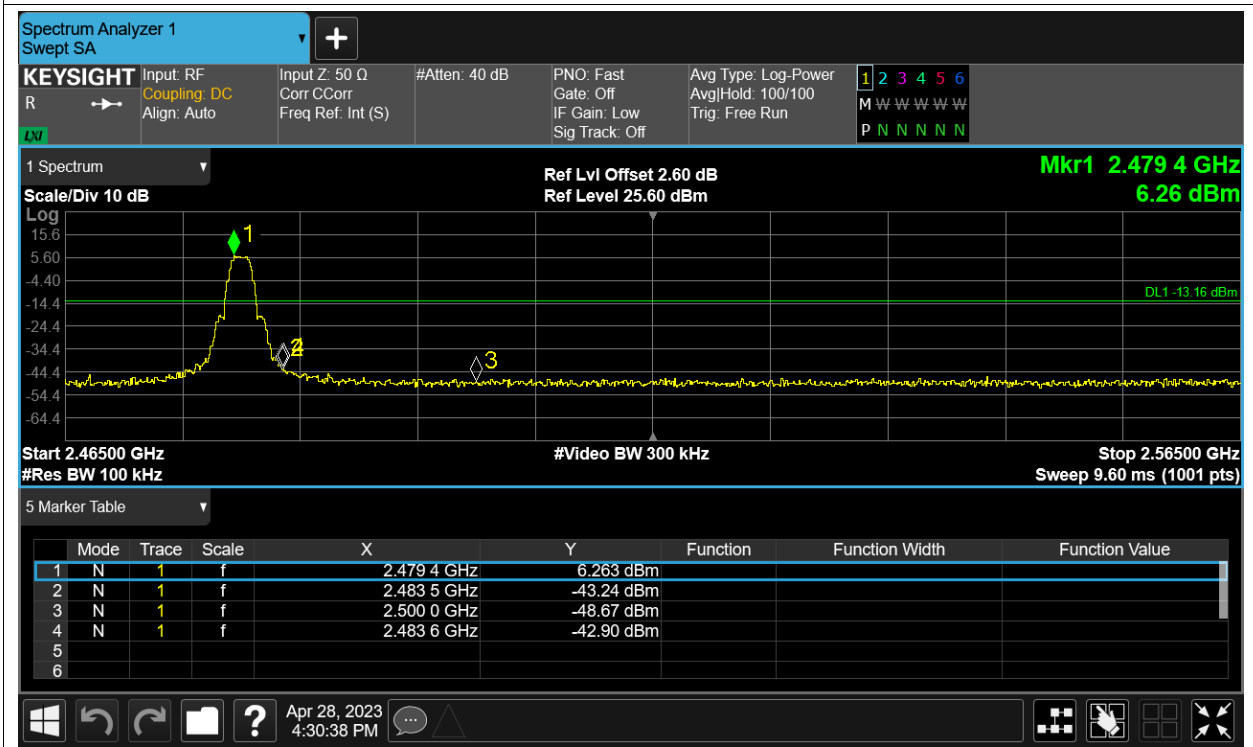 Spectrum Analyzer 1
Swept SA
KEYSIGHT Input: RF Input Z: 50 Ω #Atten: 40 dB PNO: Fast Avg Type: Log-Power 1 2 3 4 5 6
R Coupling: DC Corr CCorr Gate: Off Avg|Hold: 100/100 M W W W W W W
Align: Auto Freq Ref: Int (S) IF Gain: Low Trig: Free Run
LXI Sig Track: Off P N N N N N N
1 Spectrum Ref Lvl Offset 2.60 dB Mkr1 2.479 4 GHz
Scale/Div 10 dB Ref Level 25.60 dBm 6.26 dBm
Log
15.6 1
5.60
-4.40
DL1 -13.16 dBm
-14.4
-24.4
-34.4 2
-44.4 3
-54.4
-64.4
Start 2.46500 GHz #Video BW 300 kHz Stop 2.56500 GHz
#Res BW 100 kHz Sweep 9.60 ms (1001 pts)
5 Marker Table
Mode Trace Scale X Y Function Function Width Function Value
1 N 1 f 2.479 4 GHz 6.263 dBm
2 N 1 f 2.483 5 GHz -43.24 dBm
3 N 1 f 2.500 0 GHz -48.67 dBm
4 N 1 f 2.483 6 GHz -42.90 dBm
5
6
? Apr 28, 2023
4:30:38 PM